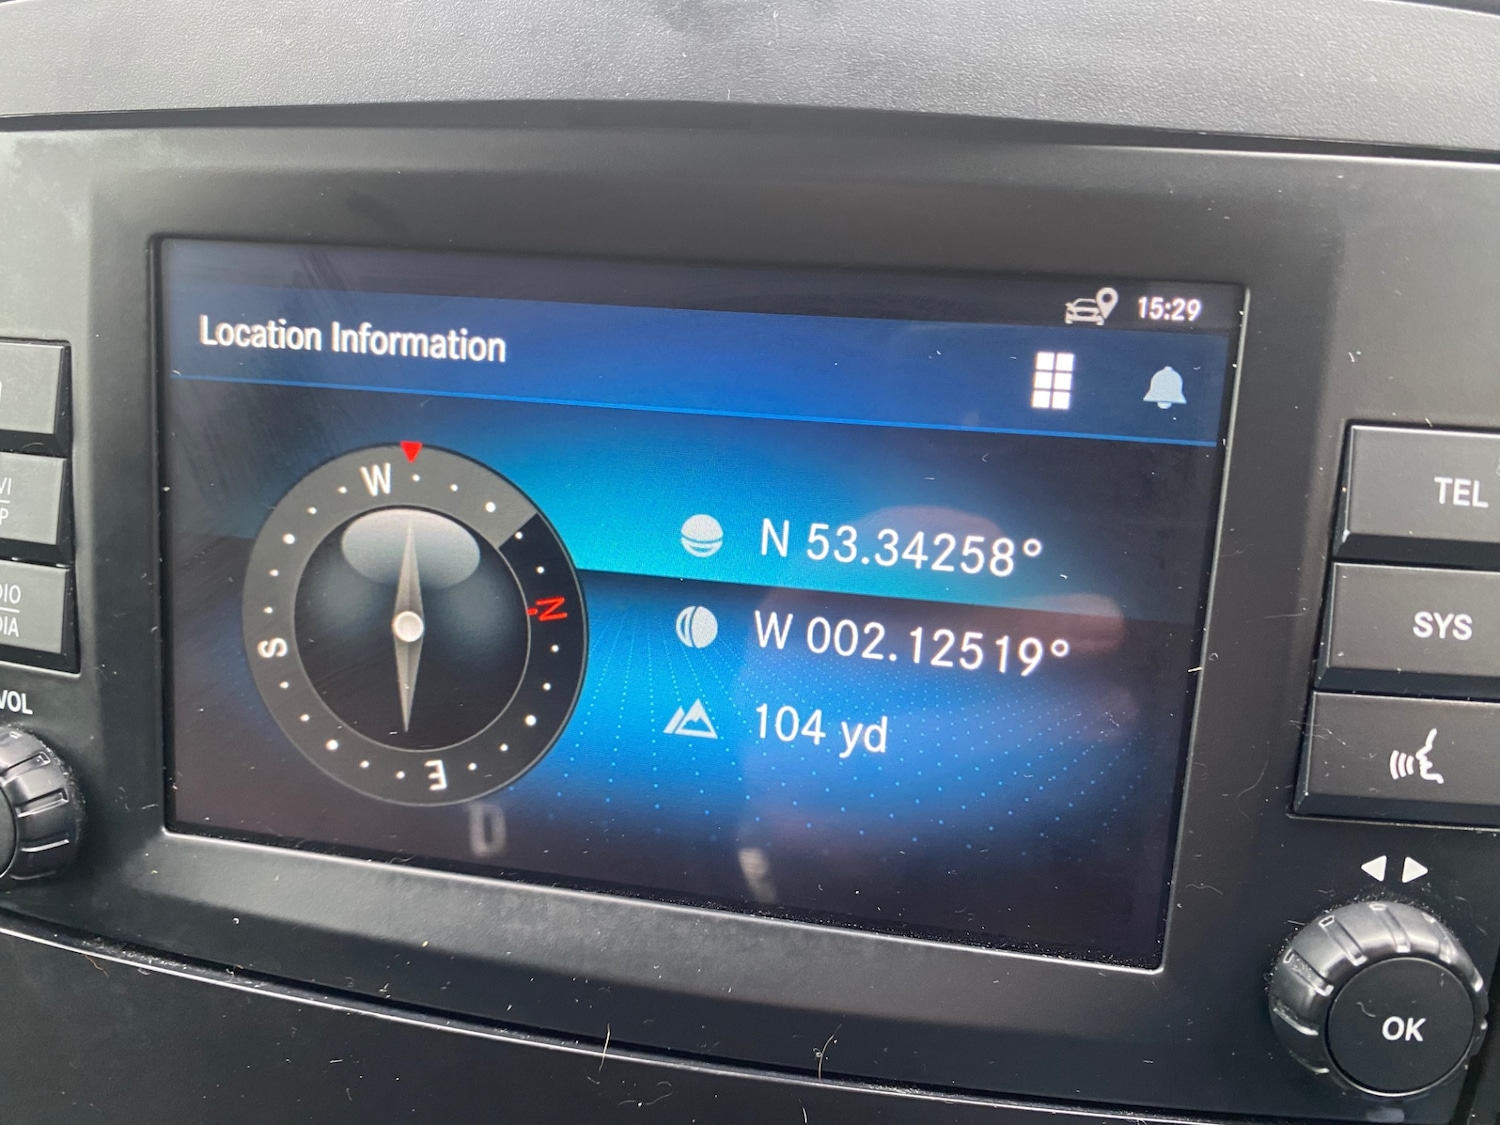 15:29
Location Information
W
N
S
E
N 53.34258°
W 002.12519°
104 yd
D
VOL
TEL
SYS
OK